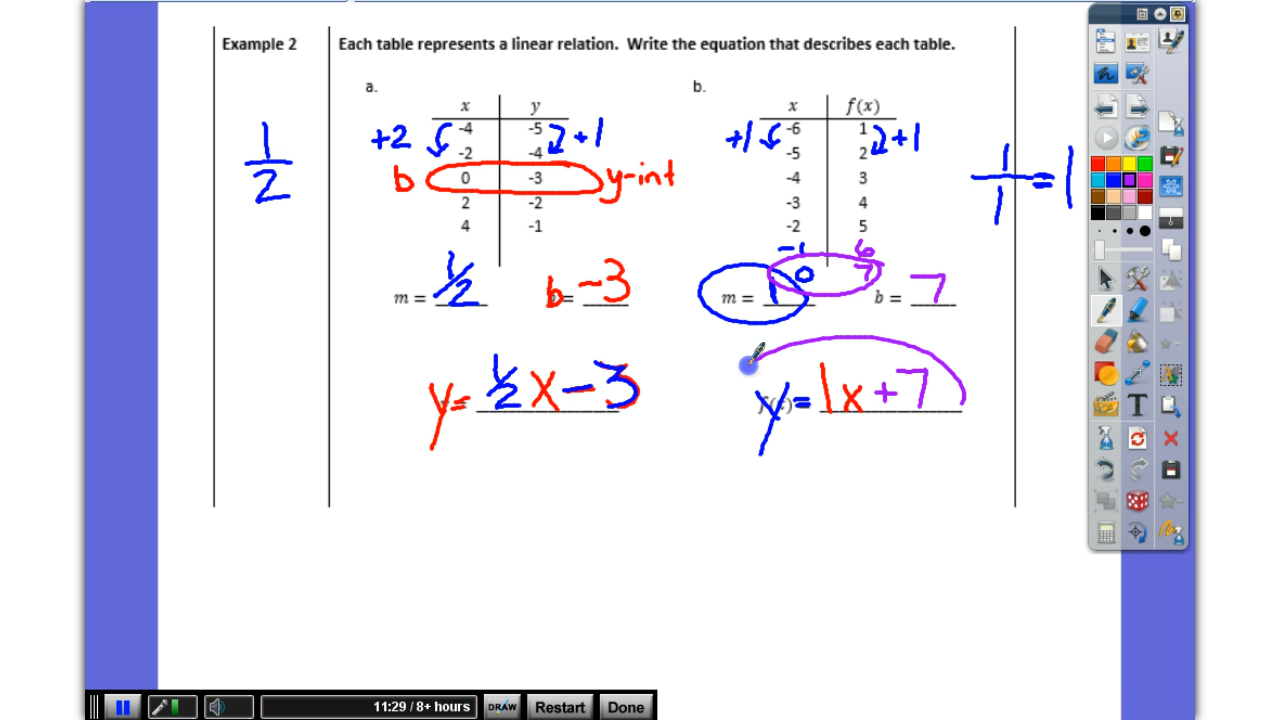 Example 2
Each table represents a linear relation. Write the equation that describes each table.
a.
x y
+2 -4 -5 +1
-2 -4
b 0 -3 y-int
2 -2
4 -1
1/2
m = 1/2 b = -3
y = 1/2 x - 3
b.
x f(x)
+1 -6 1 +1
-5 2
-4 3
-3 4
-2 5
-1 6
0 7
1/1 = 1
m = 1 b = 7
y = 1x + 7
T
11:29 / 8+ hours
DRAW
Restart
Done